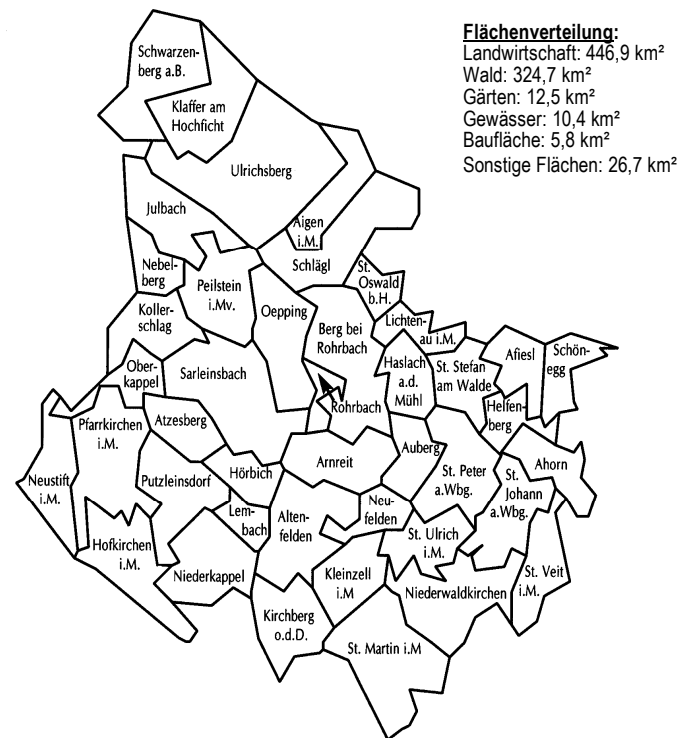 Flächenverteilung:
Landwirtschaft: 446,9 km²
Wald: 324,7 km²
Gärten: 12,5 km²
Gewässer: 10,4 km²
Baufläche: 5,8 km²
Sonstige Flächen: 26,7 km²
Schwarzen-
berg a.B.
Klaffer am
Hochficht
Ulrichsberg
Julbach
Aigen
i.M.
Schlägl
Nebel-
berg
Peilstein
i.Mv.
St.
Oswald
b.H.
Koller-
schlag
Oepping
Berg bei
Rohrbach
Lichten-
au i.M.
Afiesl
Schön-
egg
Ober-
kappel
Sarleinsbach
Haslach
a.d.
Mühl
St. Stefan
am Walde
Rohrbach
Helfen-
berg
Pfarrkirchen
i.M.
Atzesberg
Neustift
i.M.
Putzleinsdorf
Hörbich
Arnreit
Auberg
St. Peter
a.Wbg.
St.
Johann
a.Wbg.
Ahorn
Lem-
bach
Alten-
felden
Neu-
felden
Hofkirchen
i.M.
St. Ulrich
i.M.
Niederkappel
Kleinzell
i.M
Niederwaldkirchen
St. Veit
i.M.
Kirchberg
o.d.D.
St. Martin i.M